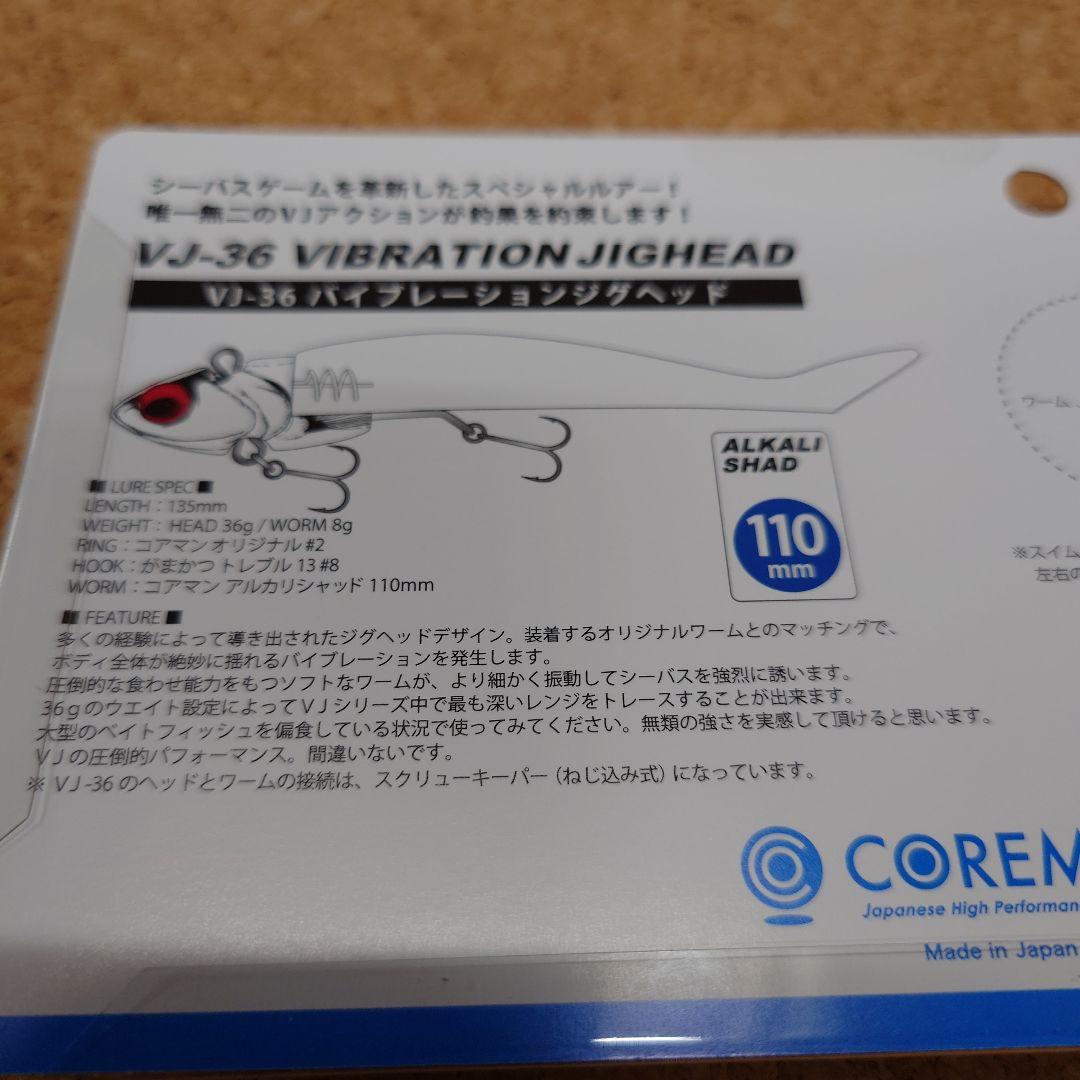 シーバスゲームを革新したスペシャルルアー！
唯一無二のVJアクションが釣果を約束します！
VJ-36 VIBRATION JIGHEAD
VJ-36 バイブレーションジグヘッド
ワーム
ALKALI
SHAD
110
mm
■ LURE SPEC ■
LENGTH：135mm
WEIGHT：HEAD 36g / WORM 8g
RING：コアマン オリジナル #2
HOOK：がまかつ トレブル 13 #8
WORM：コアマン アルカリシャッド 110mm
※スイム
左右の
■ FEATURE ■
多くの経験によって導き出されたジグヘッドデザイン。装着するオリジナルワームとのマッチングで、
ボディ全体が絶妙に揺れるバイブレーションを発生します。
圧倒的な食わせ能力をもつソフトなワームが、より細かく振動してシーバスを強烈に誘います。
36gのウエイト設定によってVJシリーズ中で最も深いレンジをトレースすることが出来ます。
大型のベイトフィッシュを偏食している状況で使ってみてください。無類の強さを実感して頂けると思います。
VJの圧倒的パフォーマンス。間違いないです。
※ VJ-36 のヘッドとワームの接続は、スクリューキーパー（ねじ込み式）になっています。
COREM
Japanese High Performan
Made in Japan